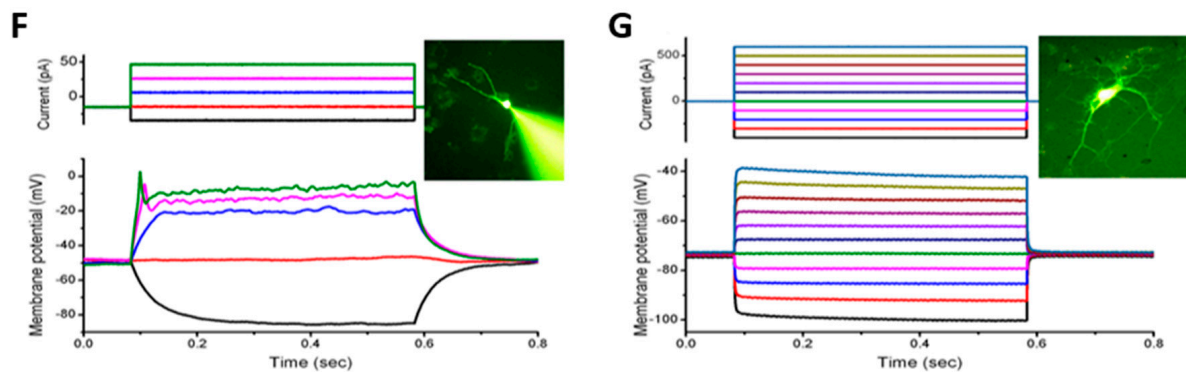 F
Current (pA)
50
0
Membrane potential (mV)
0
-20
-40
-60
-80
0.0 0.2 0.4 0.6 0.8
Time (sec)
G
Current (pA)
500
0
Membrane potential (mV)
-40
-60
-80
-100
0.0 0.2 0.4 0.6 0.8
Time (sec)